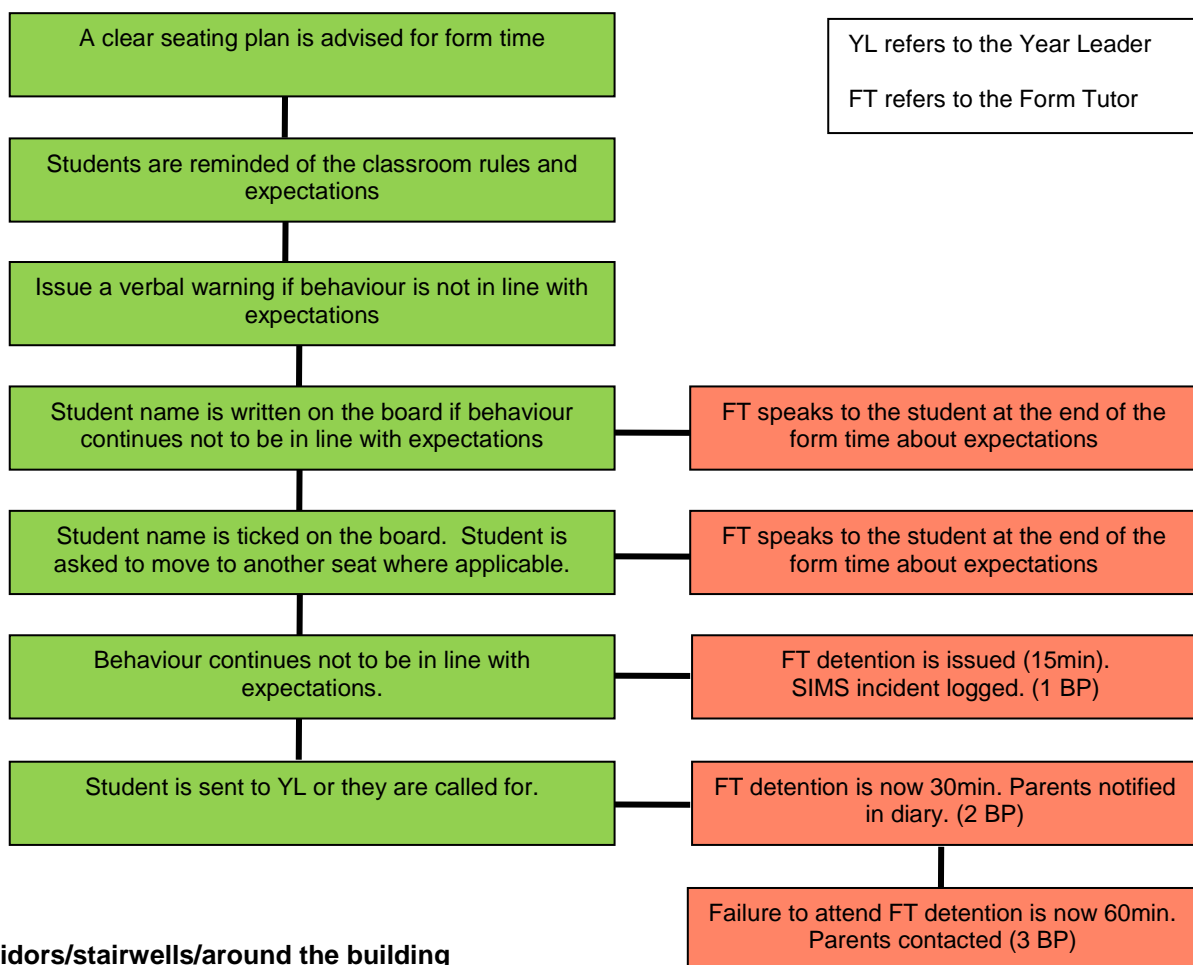 A clear seating plan is advised for form time
YL refers to the Year Leader
FT refers to the Form Tutor
Students are reminded of the classroom rules and
expectations
Issue a verbal warning if behaviour is not in line with
expectations
Student name is written on the board if behaviour
continues not to be in line with expectations
FT speaks to the student at the end of the
form time about expectations
Student name is ticked on the board. Student is
asked to move to another seat where applicable.
FT speaks to the student at the end of the
form time about expectations
Behaviour continues not to be in line with
expectations.
FT detention is issued (15min).
SIMS incident logged. (1 BP)
Student is sent to YL or they are called for.
FT detention is now 30min. Parents notified
in diary. (2 BP)
Failure to attend FT detention is now 60min.
Parents contacted (3 BP)
idors/stairwells/around the building